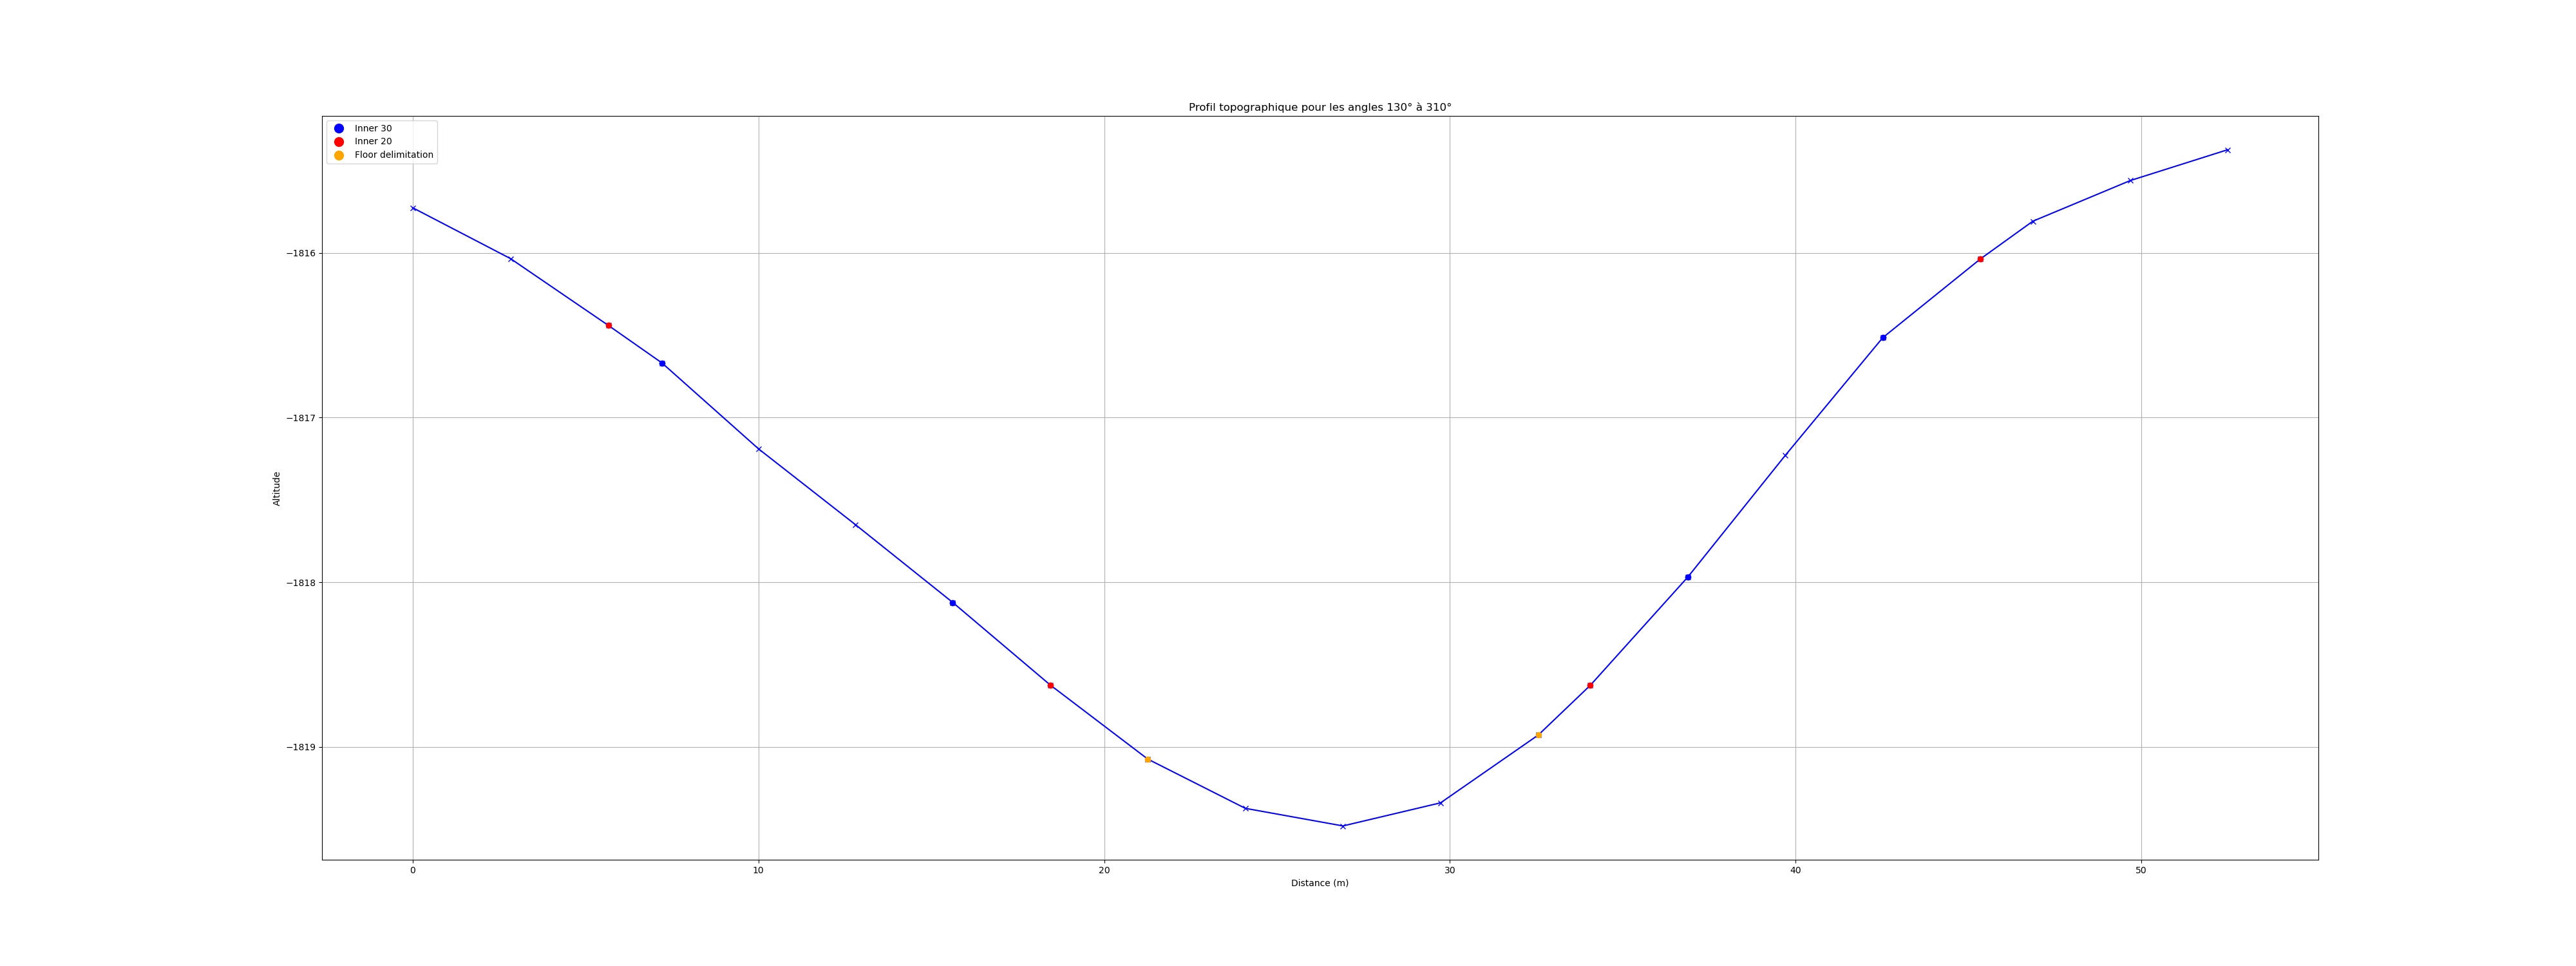 Profil topographique pour les angles 130° à 310°
Inner 30
Inner 20
Floor delimitation
Altitude
−1816
−1817
−1818
−1819
0 10 20 30 40 50
Distance (m)